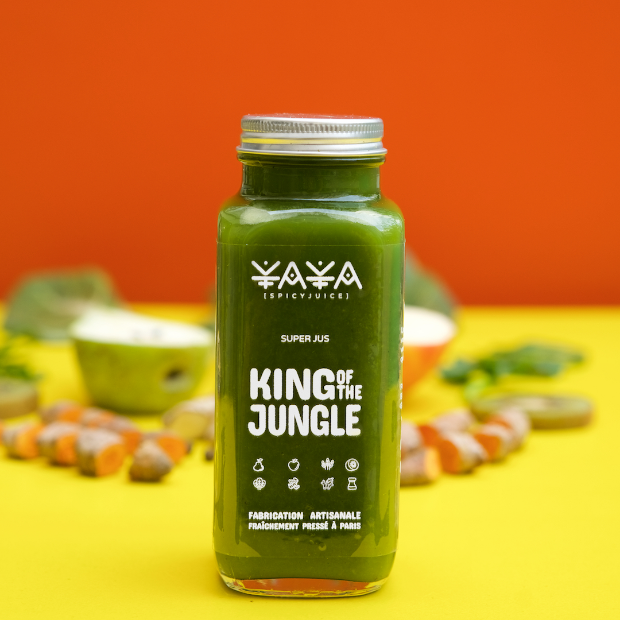 YAYA
[SPICYJUICE]
SUPER JUS
KING OF THE
JUNGLE
FABRICATION ARTISANALE
FRAÎCHEMENT PRESSÉ À PARIS